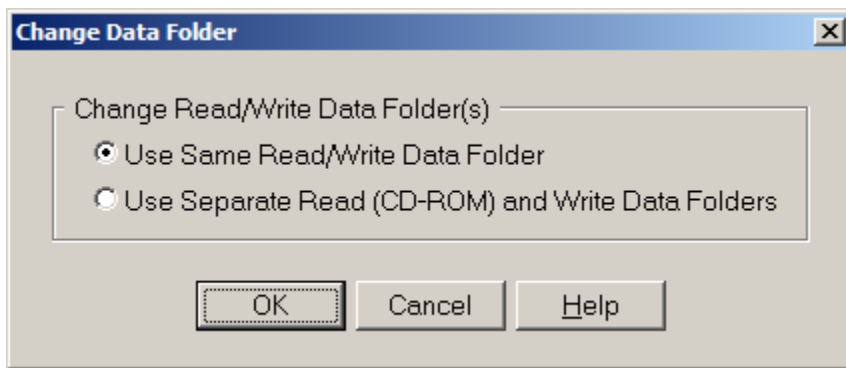 Change Data Folder
Change Read/Write Data Folder(s)
Use Same Read/Write Data Folder
Use Separate Read (CD-ROM) and Write Data Folders
OK Cancel Help